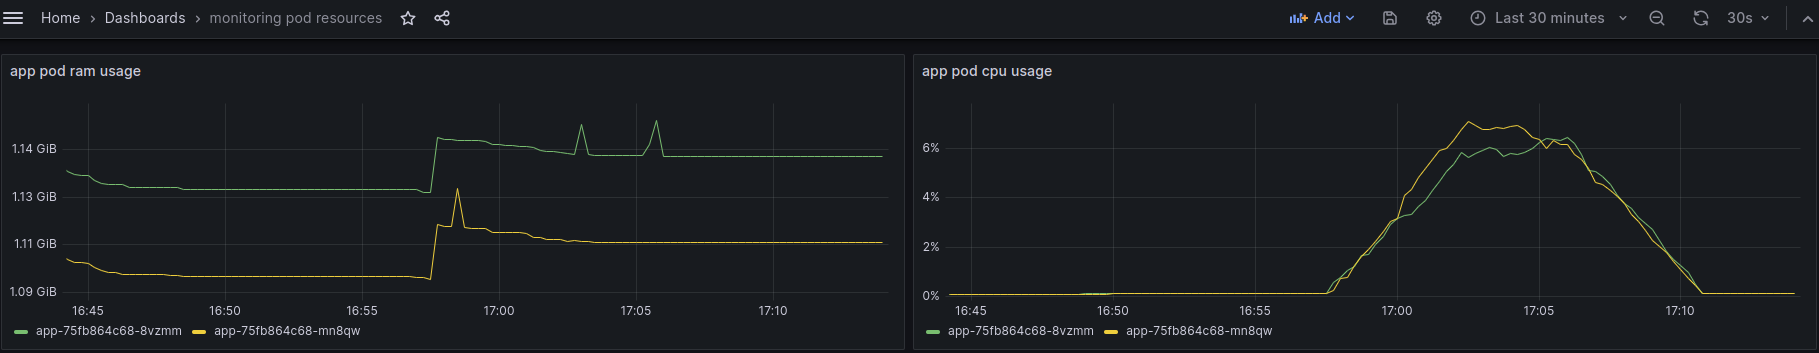 Home > Dashboards > monitoring pod resources Add Last 30 minutes 30s
app pod ram usage
1.14 GiB
1.13 GiB
1.11 GiB
1.09 GiB
16:45 16:50 16:55 17:00 17:05 17:10
app-75fb864c68-8vzmm app-75fb864c68-mn8qw
app pod cpu usage
6%
4%
2%
0%
16:45 16:50 16:55 17:00 17:05 17:10
app-75fb864c68-8vzmm app-75fb864c68-mn8qw